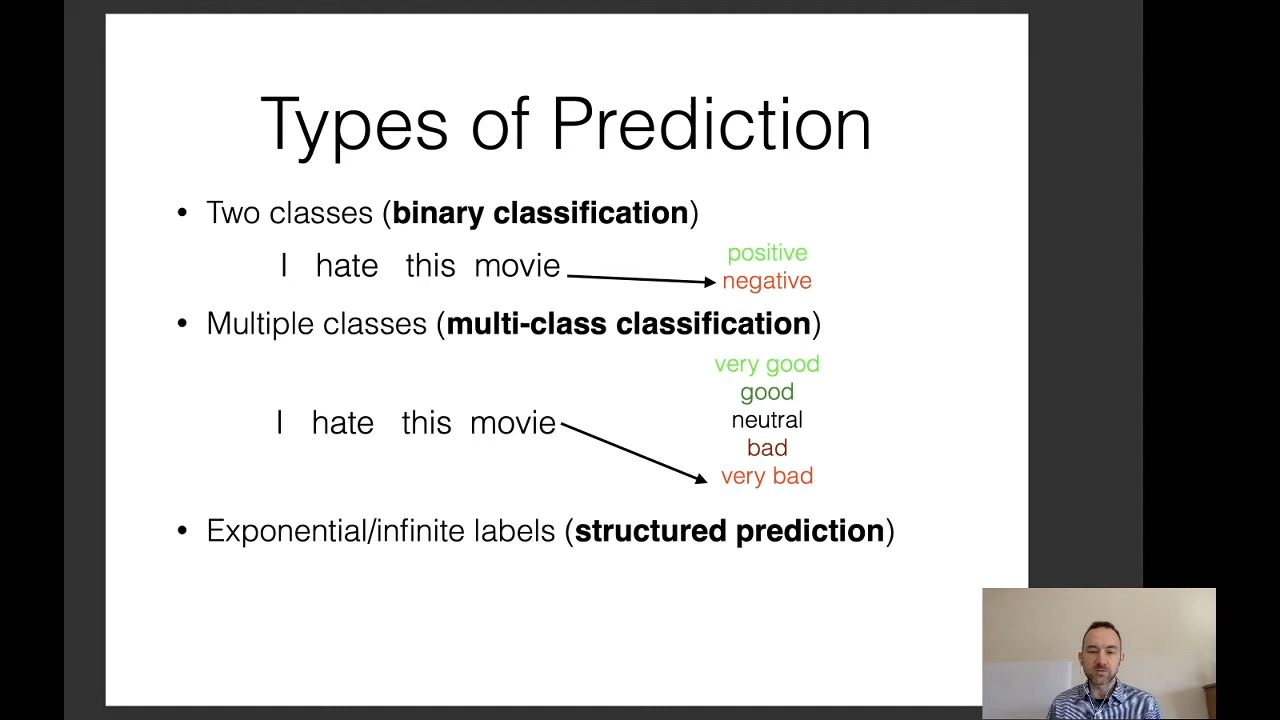 Types of Prediction
• Two classes (binary classification)
I hate this movie
positive
negative
• Multiple classes (multi-class classification)
very good
good
neutral
I hate this movie
bad
very bad
• Exponential/infinite labels (structured prediction)